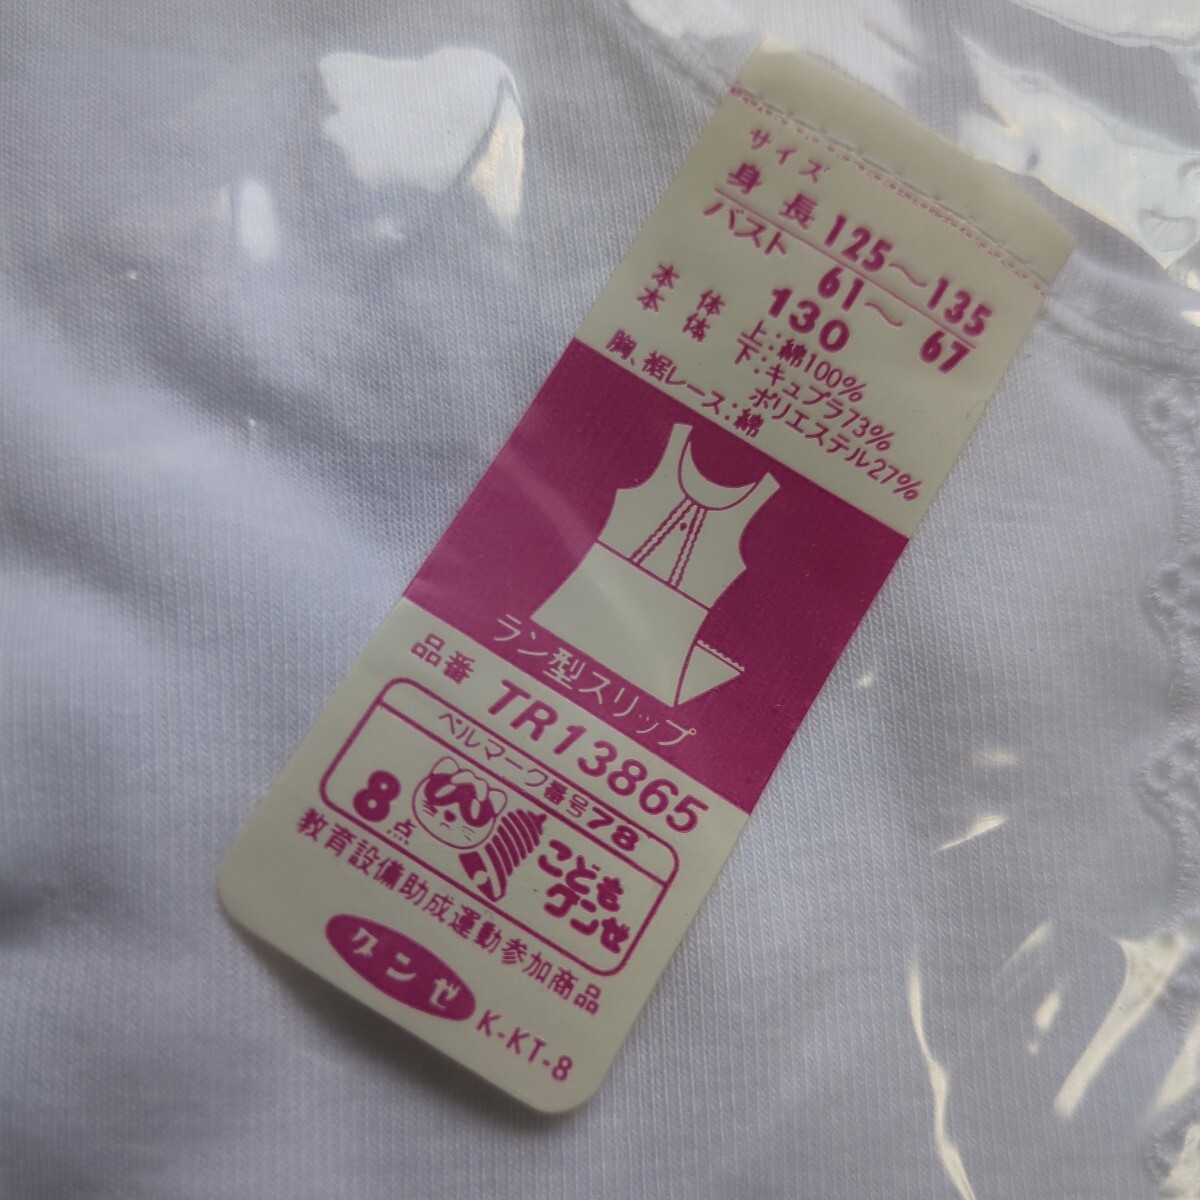 サイズ
身長 125～135
バスト 61～67
130
本体 上:綿100%
本体 下:キュプラ73%
ポリエステル27%
胸、裾レース:綿
ラン型スリップ
品番 TR13865
ベルマーク番号78
8点
こども
グンゼ
教育設備助成運動参加商品
グンゼ K-KT-8